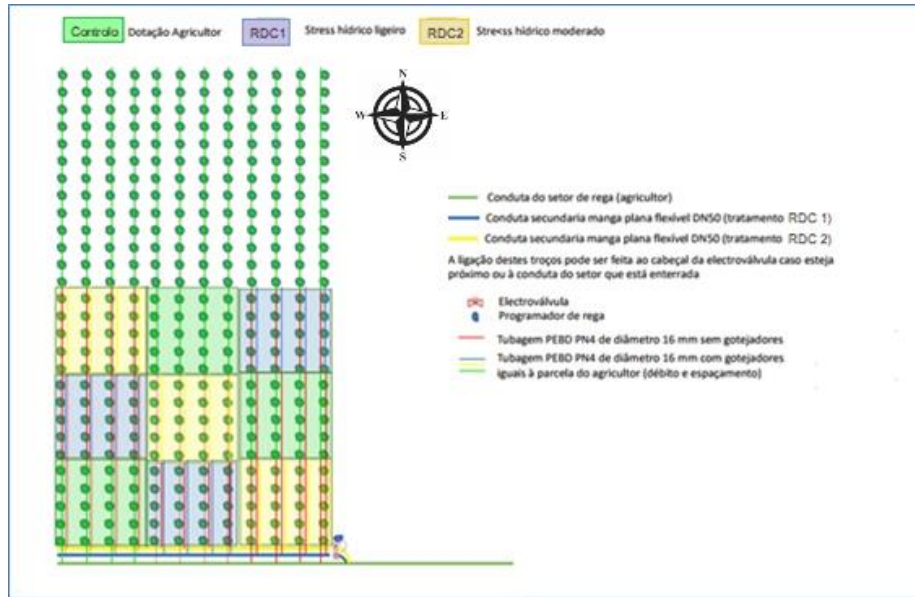 Controlo Dotação Agricultor RDC1 Stress hídrico ligeiro RDC2 Stre<ss hídrico moderado
N
W E
S
Conduta do setor de rega (agricultor)
Conduta secundaria manga plana flexível DN50 (tratamento RDC 1)
Conduta secundaria manga plana flexível DN50 (tratamento RDC 2)
A ligação destes troços pode ser feita ao cabeçal da electroválvula caso esteja
próximo ou à conduta do setor que está enterrada
Electroválvula
Programador de rega
Tubagem PEBD PN4 de diâmetro 16 mm sem gotejadores
Tubagem PEBD PN4 de diâmetro 16 mm com gotejadores
iguais à parcela do agricultor (débito e espaçamento)